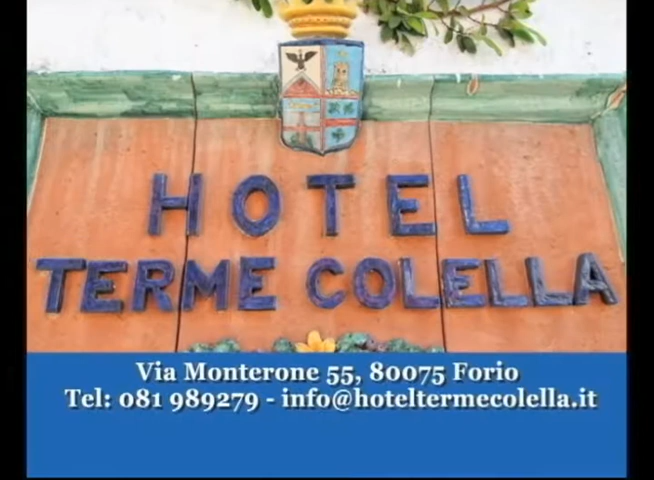 HOTEL
TERME COLELLA
Via Monterone 55, 80075 Forio
Tel: 081 989279 - info@hoteltermecolella.it